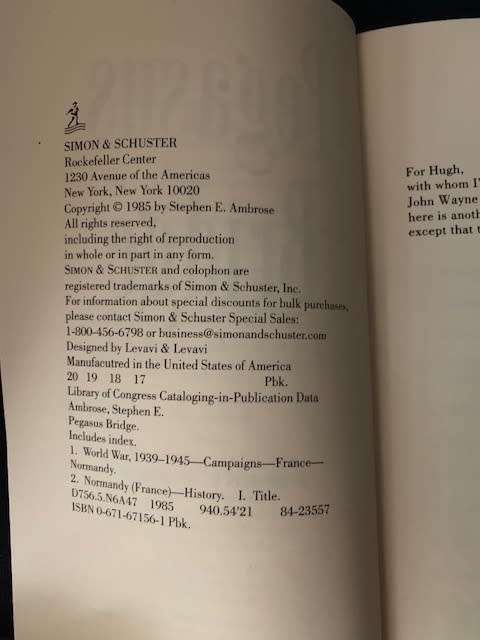 SIMON & SCHUSTER
Rockefeller Center
1230 Avenue of the Americas
New York, New York 10020
Copyright © 1985 by Stephen E. Ambrose
All rights reserved,
including the right of reproduction
in whole or in part in any form.
SIMON & SCHUSTER and colophon are
registered trademarks of Simon & Schuster, Inc.
For information about special discounts for bulk purchases,
please contact Simon & Schuster Special Sales:
1-800-456-6798 or business@simonandschuster.com
Designed by Levavi & Levavi
Manufacutred in the United States of America
20 19 18 17 Pbk.
Library of Congress Cataloging-in-Publication Data
Ambrose, Stephen E.
Pegasus Bridge.
Includes index.
1. World War, 1939–1945—Campaigns—France—
Normandy.
2. Normandy (France)—History. I. Title.
D756.5.N6A47 1985 940.54'21 84-23557
ISBN 0-671-67156-1 Pbk.
For Hugh,
with whom I'
John Wayne
here is anoth
except that t